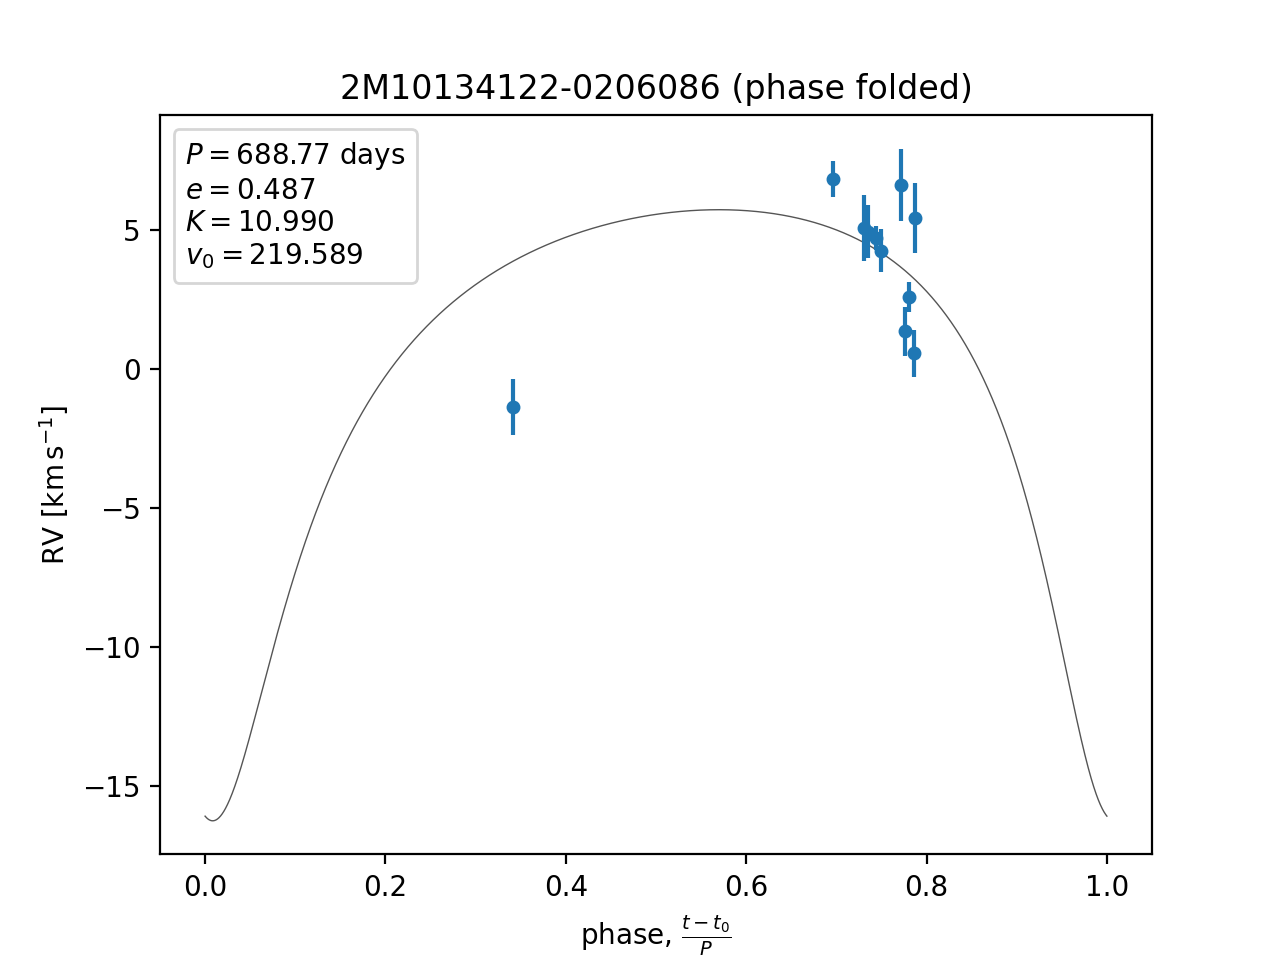 2M10134122-0206086 (phase folded)
P = 688.77 days
e = 0.487
K = 10.990
v₀ = 219.589
5
0
−5
−10
−15
RV [km s⁻¹]
0.0 0.2 0.4 0.6 0.8 1.0
phase, (t − t₀)/P